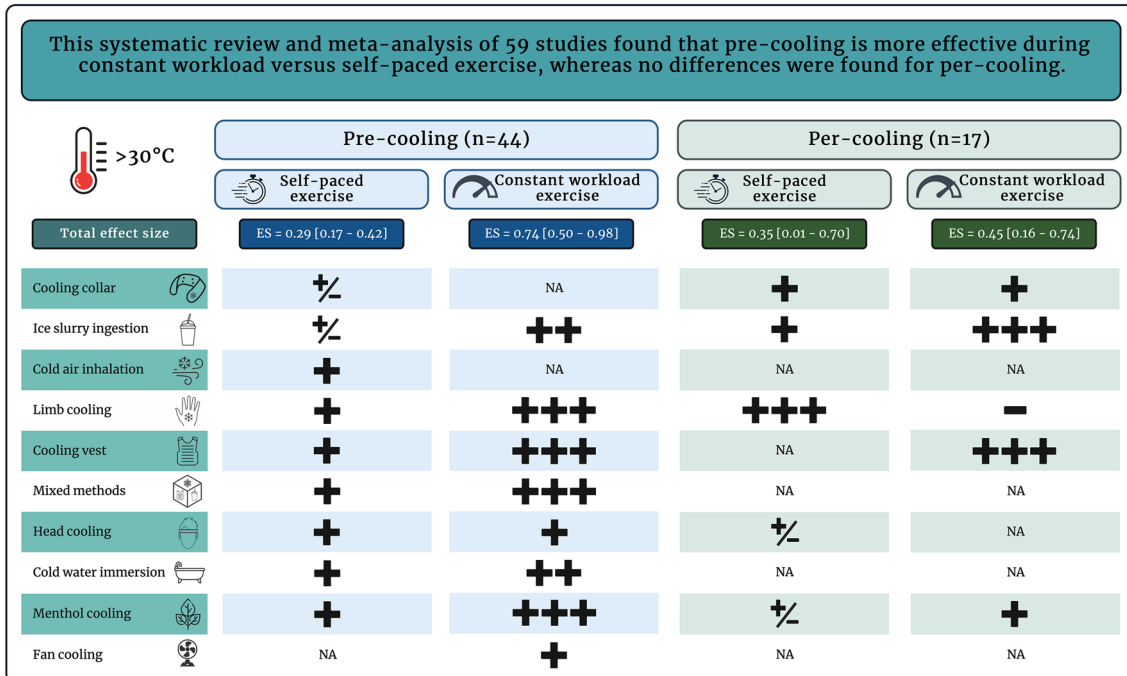 This systematic review and meta-analysis of 59 studies found that pre-cooling is more effective during
constant workload versus self-paced exercise, whereas no differences were found for per-cooling.
>30°C
Pre-cooling (n=44)
Per-cooling (n=17)
Self-paced
exercise
Constant workload
exercise
Self-paced
exercise
Constant workload
exercise
Total effect size
ES = 0.29 [0.17 - 0.42]
ES = 0.74 [0.50 - 0.98]
ES = 0.35 [0.01 - 0.70]
ES = 0.45 [0.16 - 0.74]
Cooling collar +/- NA + +
Ice slurry ingestion +/- ++ + +++
Cold air inhalation + NA NA NA
Limb cooling + +++ +++ -
Cooling vest + +++ NA +++
Mixed methods + +++ NA NA
Head cooling + + +/- NA
Cold water immersion + ++ NA NA
Menthol cooling + +++ +/- +
Fan cooling NA + NA NA